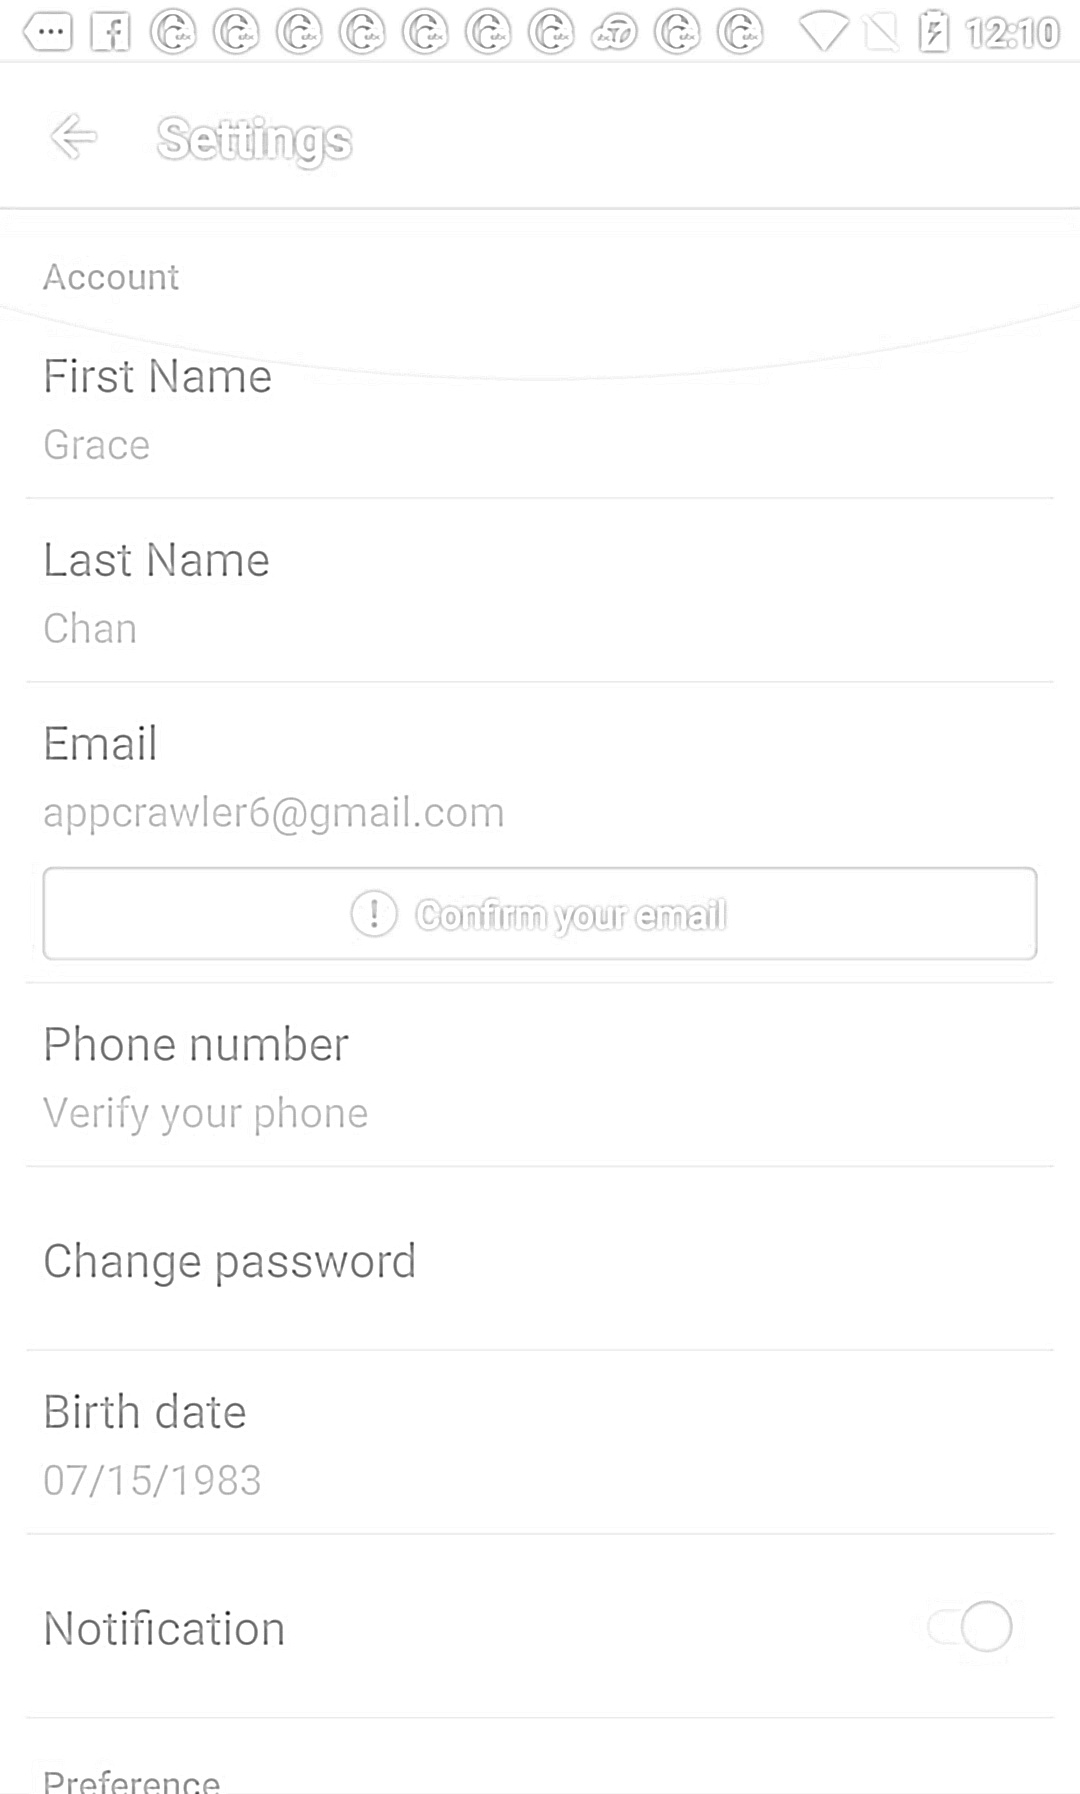 12:10
Settings
Account
First Name
Grace
Last Name
Chan
Email
appcrawler6@gmail.com
Confirm your email
Phone number
Verify your phone
Change password
Birth date
07/15/1983
Notification
Preference